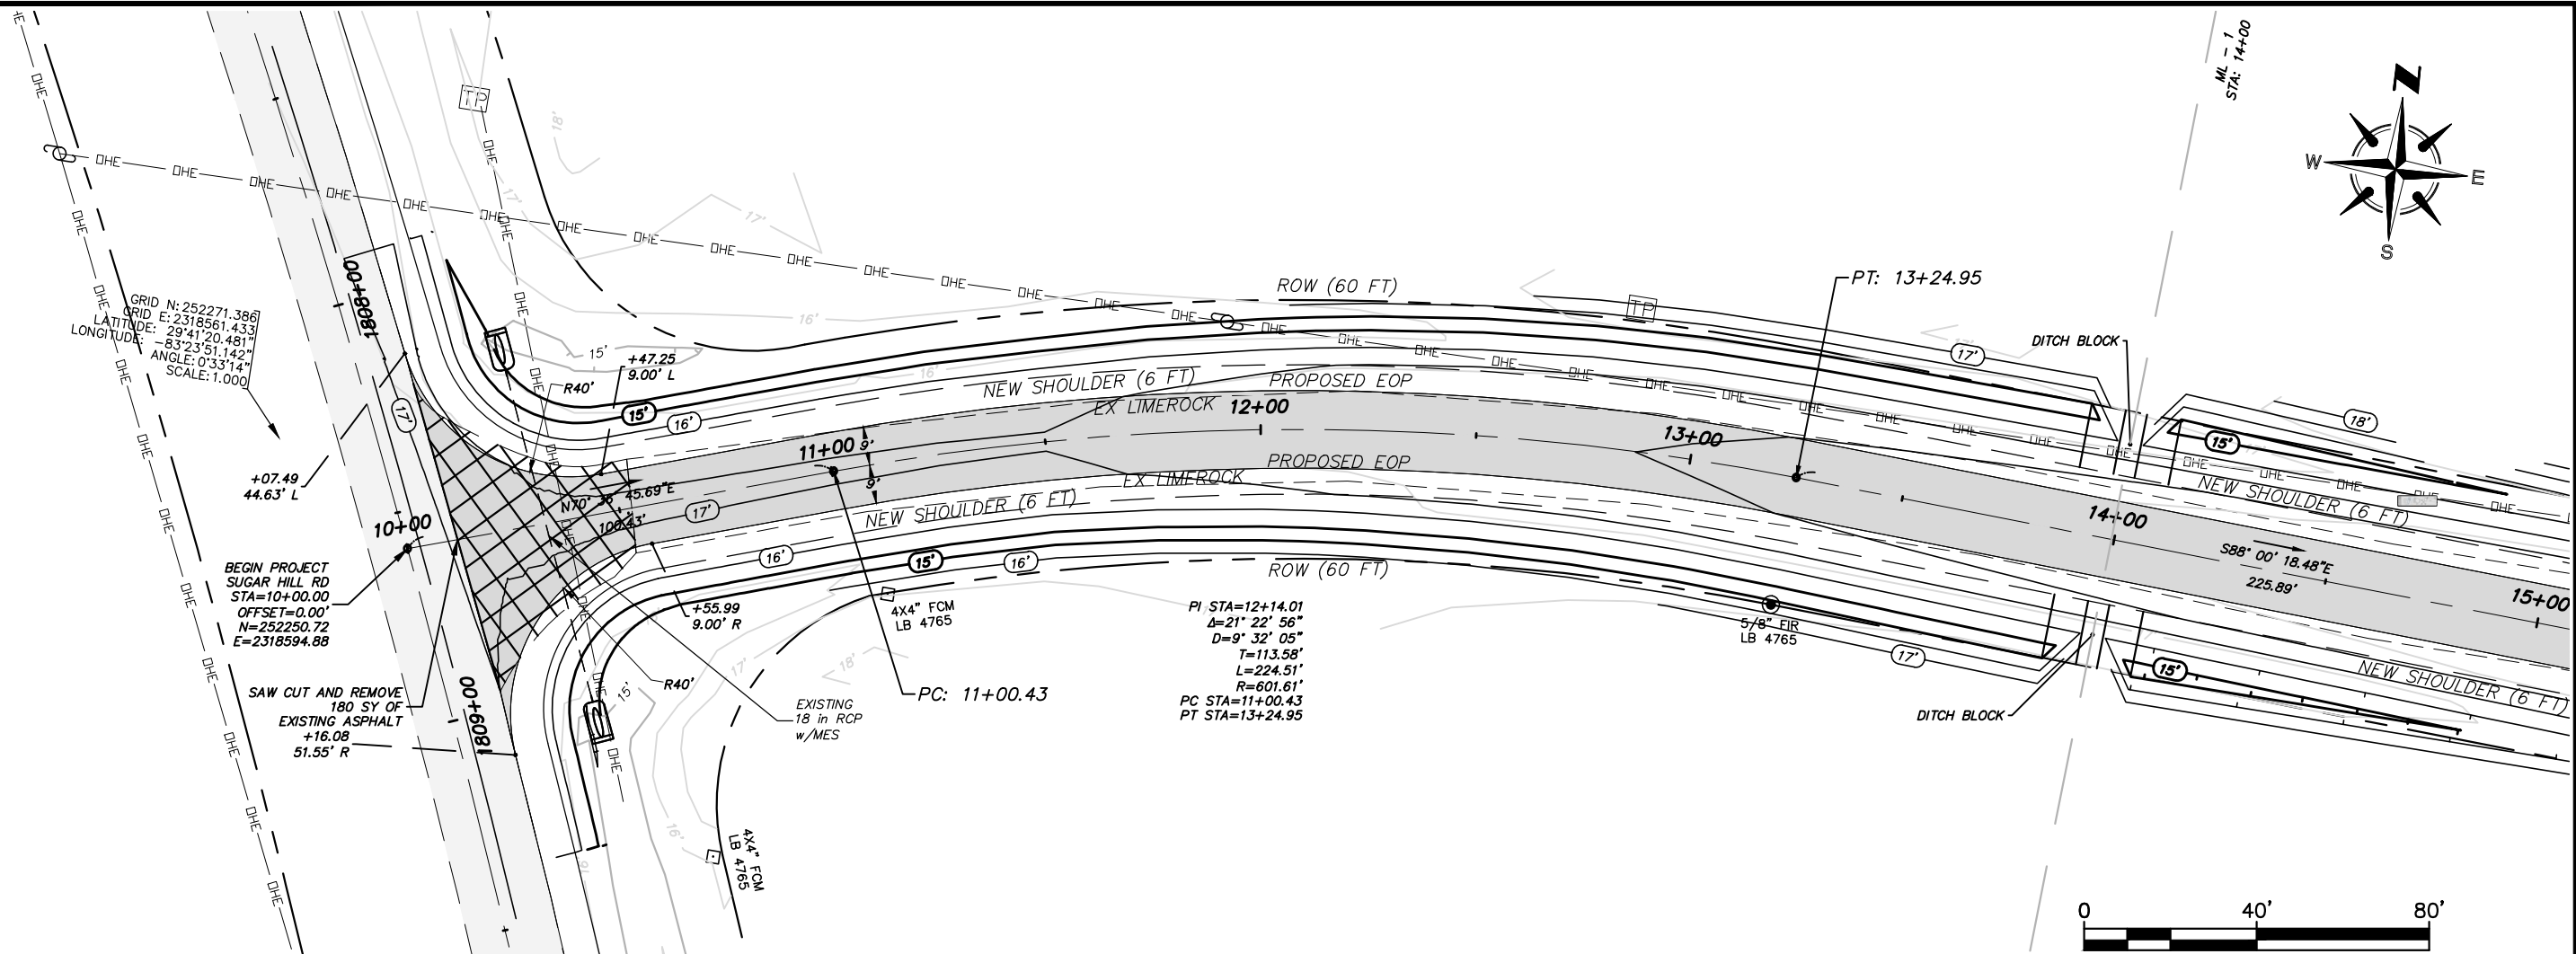 ML - 1
STA: 14+00
N
W
E
S
TP
18'
17'
17'
OHE
1808+00
GRID N: 252271.386
GRID E: 2318561.433
LATITUDE: 29°41'20.481"
LONGITUDE: -83°23'51.142"
ANGLE: 0°33'14"
SCALE: 1.000
16'
15'
ROW (60 FT)
TP
PT: 13+24.95
DITCH BLOCK
17'
+47.25
9.00' L
R40'
16'
NEW SHOULDER (6 FT)
PROPOSED EOP
EX LIMEROCK
12+00
15'
16'
17'
18'
15'
11+00
9'
9'
13+00
PROPOSED EOP
EX LIMEROCK
+07.49
44.63' L
45.69"E
100.43'
17'
NEW SHOULDER (6 FT)
NEW SHOULDER (6 FT)
10+00
14+00
16'
15'
16'
ROW (60 FT)
S88° 00' 18.48"E
225.89'
15+00
BEGIN PROJECT
SUGAR HILL RD
STA=10+00.00
OFFSET=0.00'
N=252250.72
E=2318594.88
+55.99
9.00' R
4X4" FCM
LB 4765
PI STA=12+14.01
Δ=21° 22' 56"
D=9° 32' 05"
T=113.58'
L=224.51'
R=601.61'
PC STA=11+00.43
PT STA=13+24.95
5/8" FIR
LB 4765
17'
15'
NEW SHOULDER (6 FT)
17'
18'
R40'
15'
PC: 11+00.43
SAW CUT AND REMOVE
180 SY OF
EXISTING ASPHALT
+16.08
51.55' R
1809+00
EXISTING
18 in RCP
w/MES
DITCH BLOCK
16'
4X4" FCM
LB 4765
0
40'
80'